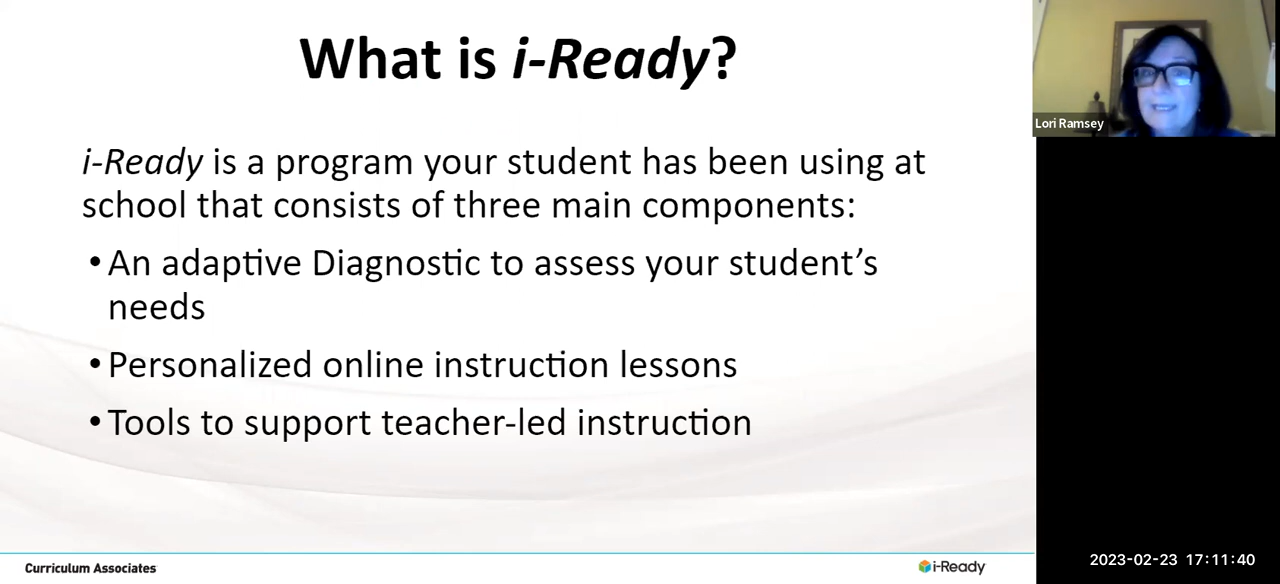 What is i-Ready?
i-Ready is a program your student has been using at
school that consists of three main components:
• An adaptive Diagnostic to assess your student’s
needs
• Personalized online instruction lessons
• Tools to support teacher-led instruction
Curriculum Associates
i-Ready
Lori Ramsey
2023-02-23 17:11:40